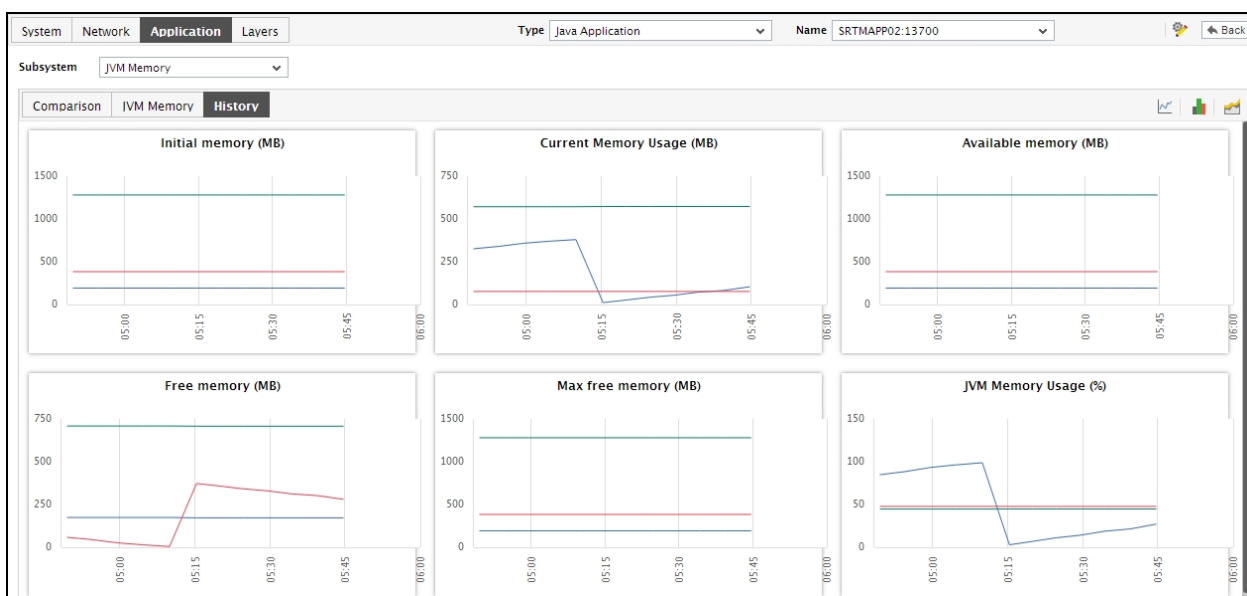 System Network Application Layers Type Java Application Name SRTMAPP02:13700 Back
Subsystem JVM Memory
Comparison JVM Memory History
Initial memory (MB) Current Memory Usage (MB) Available memory (MB)
1500 750 1500
1000 500 1000
500 250 500
0 0 0
05:00 05:15 05:30 05:45 06:00 05:00 05:15 05:30 05:45 06:00 05:00 05:15 05:30 05:45 06:00
Free memory (MB) Max free memory (MB) JVM Memory Usage (%)
750 1500 150
500 1000 100
250 500 50
0 0 0
05:00 05:15 05:30 05:45 06:00 05:00 05:15 05:30 05:45 06:00 05:00 05:15 05:30 05:45 06:00